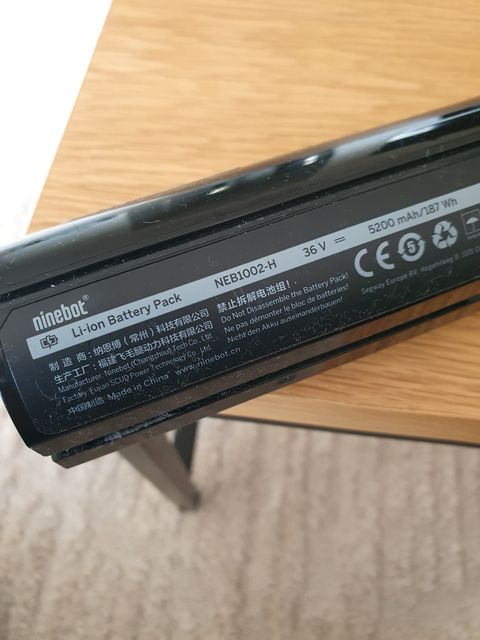 ninebot®
Li-ion Battery Pack NEB1002-H 36 V 5200 mAh/187 Wh
制造商：纳恩博（常州）科技有限公司
生产工厂：福建飞毛腿动力科技有限公司
Manufacturer: Ninebot (Changzhou) Tech Co., Ltd.
Factory: Fujian SCUD Power Technology Co., Ltd.
中国制造 Made in China www.ninebot.cn
禁止拆解电池组！
Do Not Disassemble the Battery Pack!
Ne pas démonter le bloc de batteries!
Nicht den Akku auseinanderbauen!
CE 5
Segway Europe BV, Hogehilweg 8, 1101